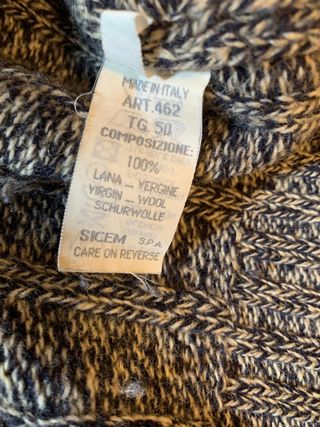 MADE IN ITALY
ART. 462
TG. 50
COMPOSIZIONE:
100%
LANA - VERGINE
VIRGIN - WOOL
SCHURWOLLE
SICEM S.P.A.
CARE ON REVERSE